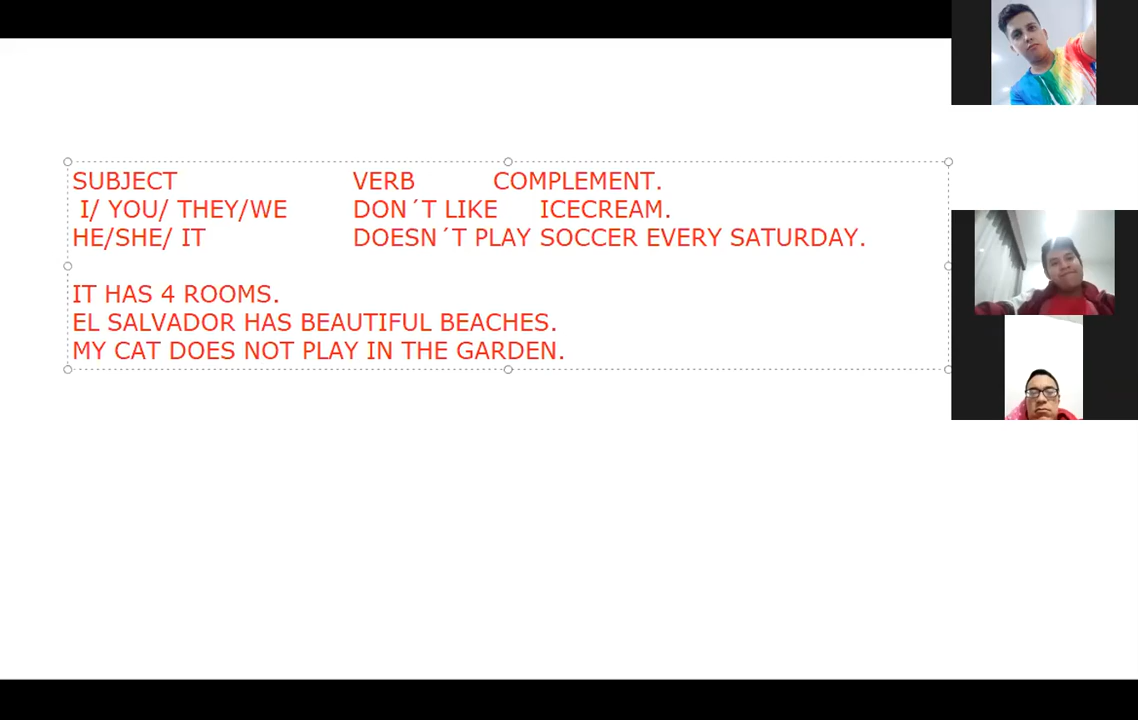 SUBJECT VERB COMPLEMENT.
I/ YOU/ THEY/WE DON´T LIKE ICECREAM.
HE/SHE/ IT DOESN´T PLAY SOCCER EVERY SATURDAY.
IT HAS 4 ROOMS.
EL SALVADOR HAS BEAUTIFUL BEACHES.
MY CAT DOES NOT PLAY IN THE GARDEN.